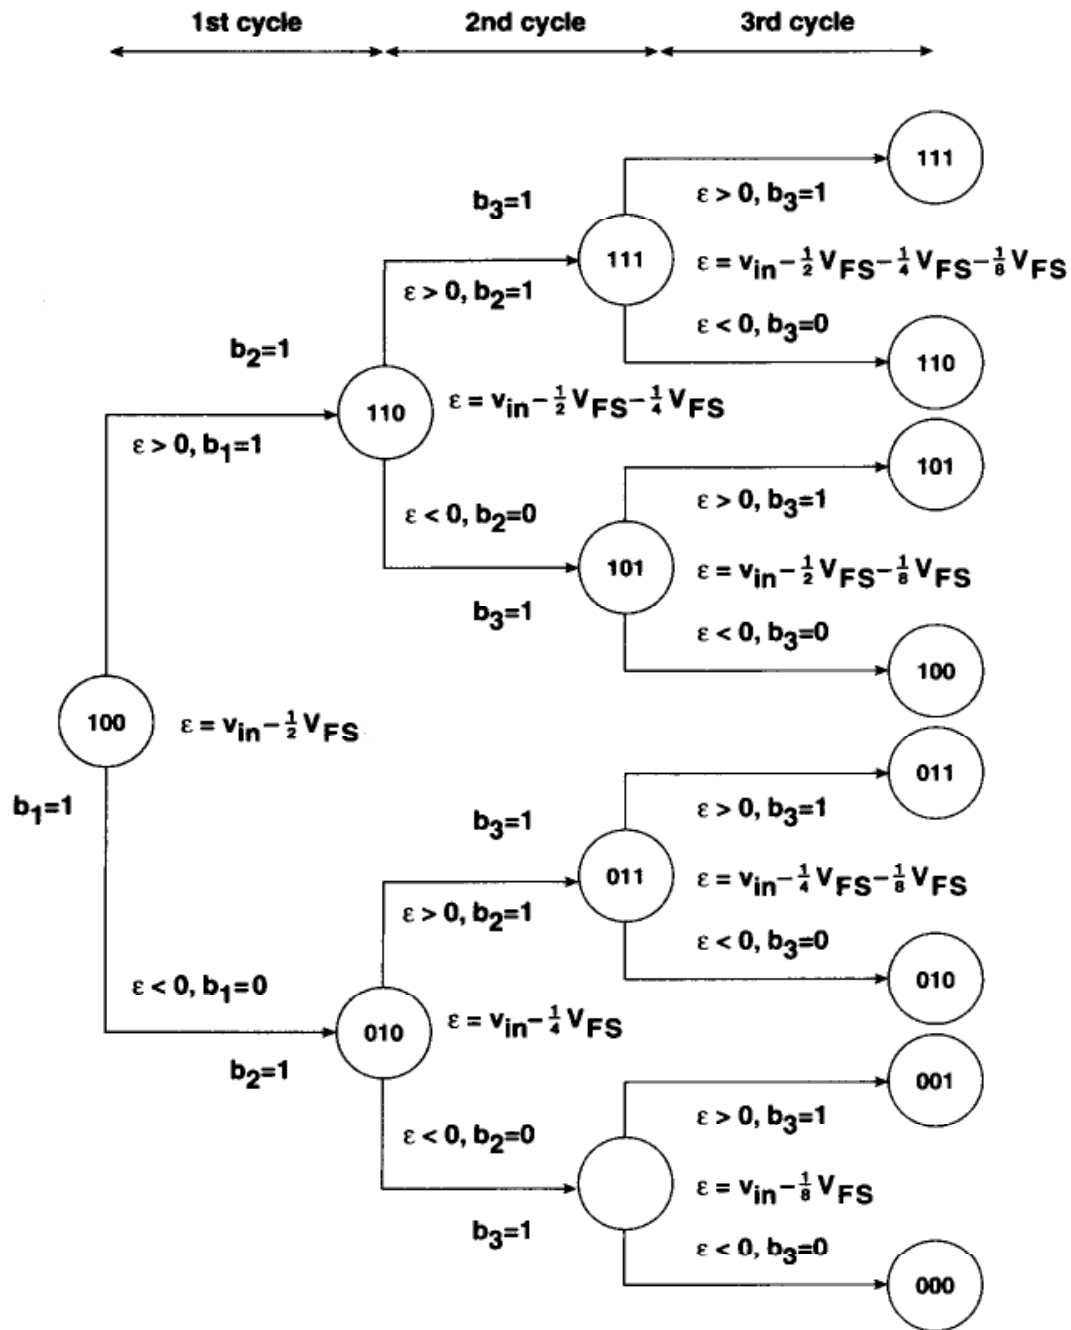 1st cycle 2nd cycle 3rd cycle
111
b3=1
ε > 0, b3=1
111
ε = vin − 1/2 VFS − 1/4 VFS − 1/8 VFS
ε > 0, b2=1
ε < 0, b3=0
b2=1
110
110
ε = vin − 1/2 VFS − 1/4 VFS
ε > 0, b1=1
101
ε > 0, b3=1
ε < 0, b2=0
101
ε = vin − 1/2 VFS − 1/8 VFS
b3=1
ε < 0, b3=0
100
100
ε = vin − 1/2 VFS
011
b1=1
b3=1
ε > 0, b3=1
011
ε = vin − 1/4 VFS − 1/8 VFS
ε > 0, b2=1
ε < 0, b3=0
010
ε < 0, b1=0
010
ε = vin − 1/4 VFS
b2=1
001
ε > 0, b3=1
ε < 0, b2=0
ε = vin − 1/8 VFS
b3=1
ε < 0, b3=0
000